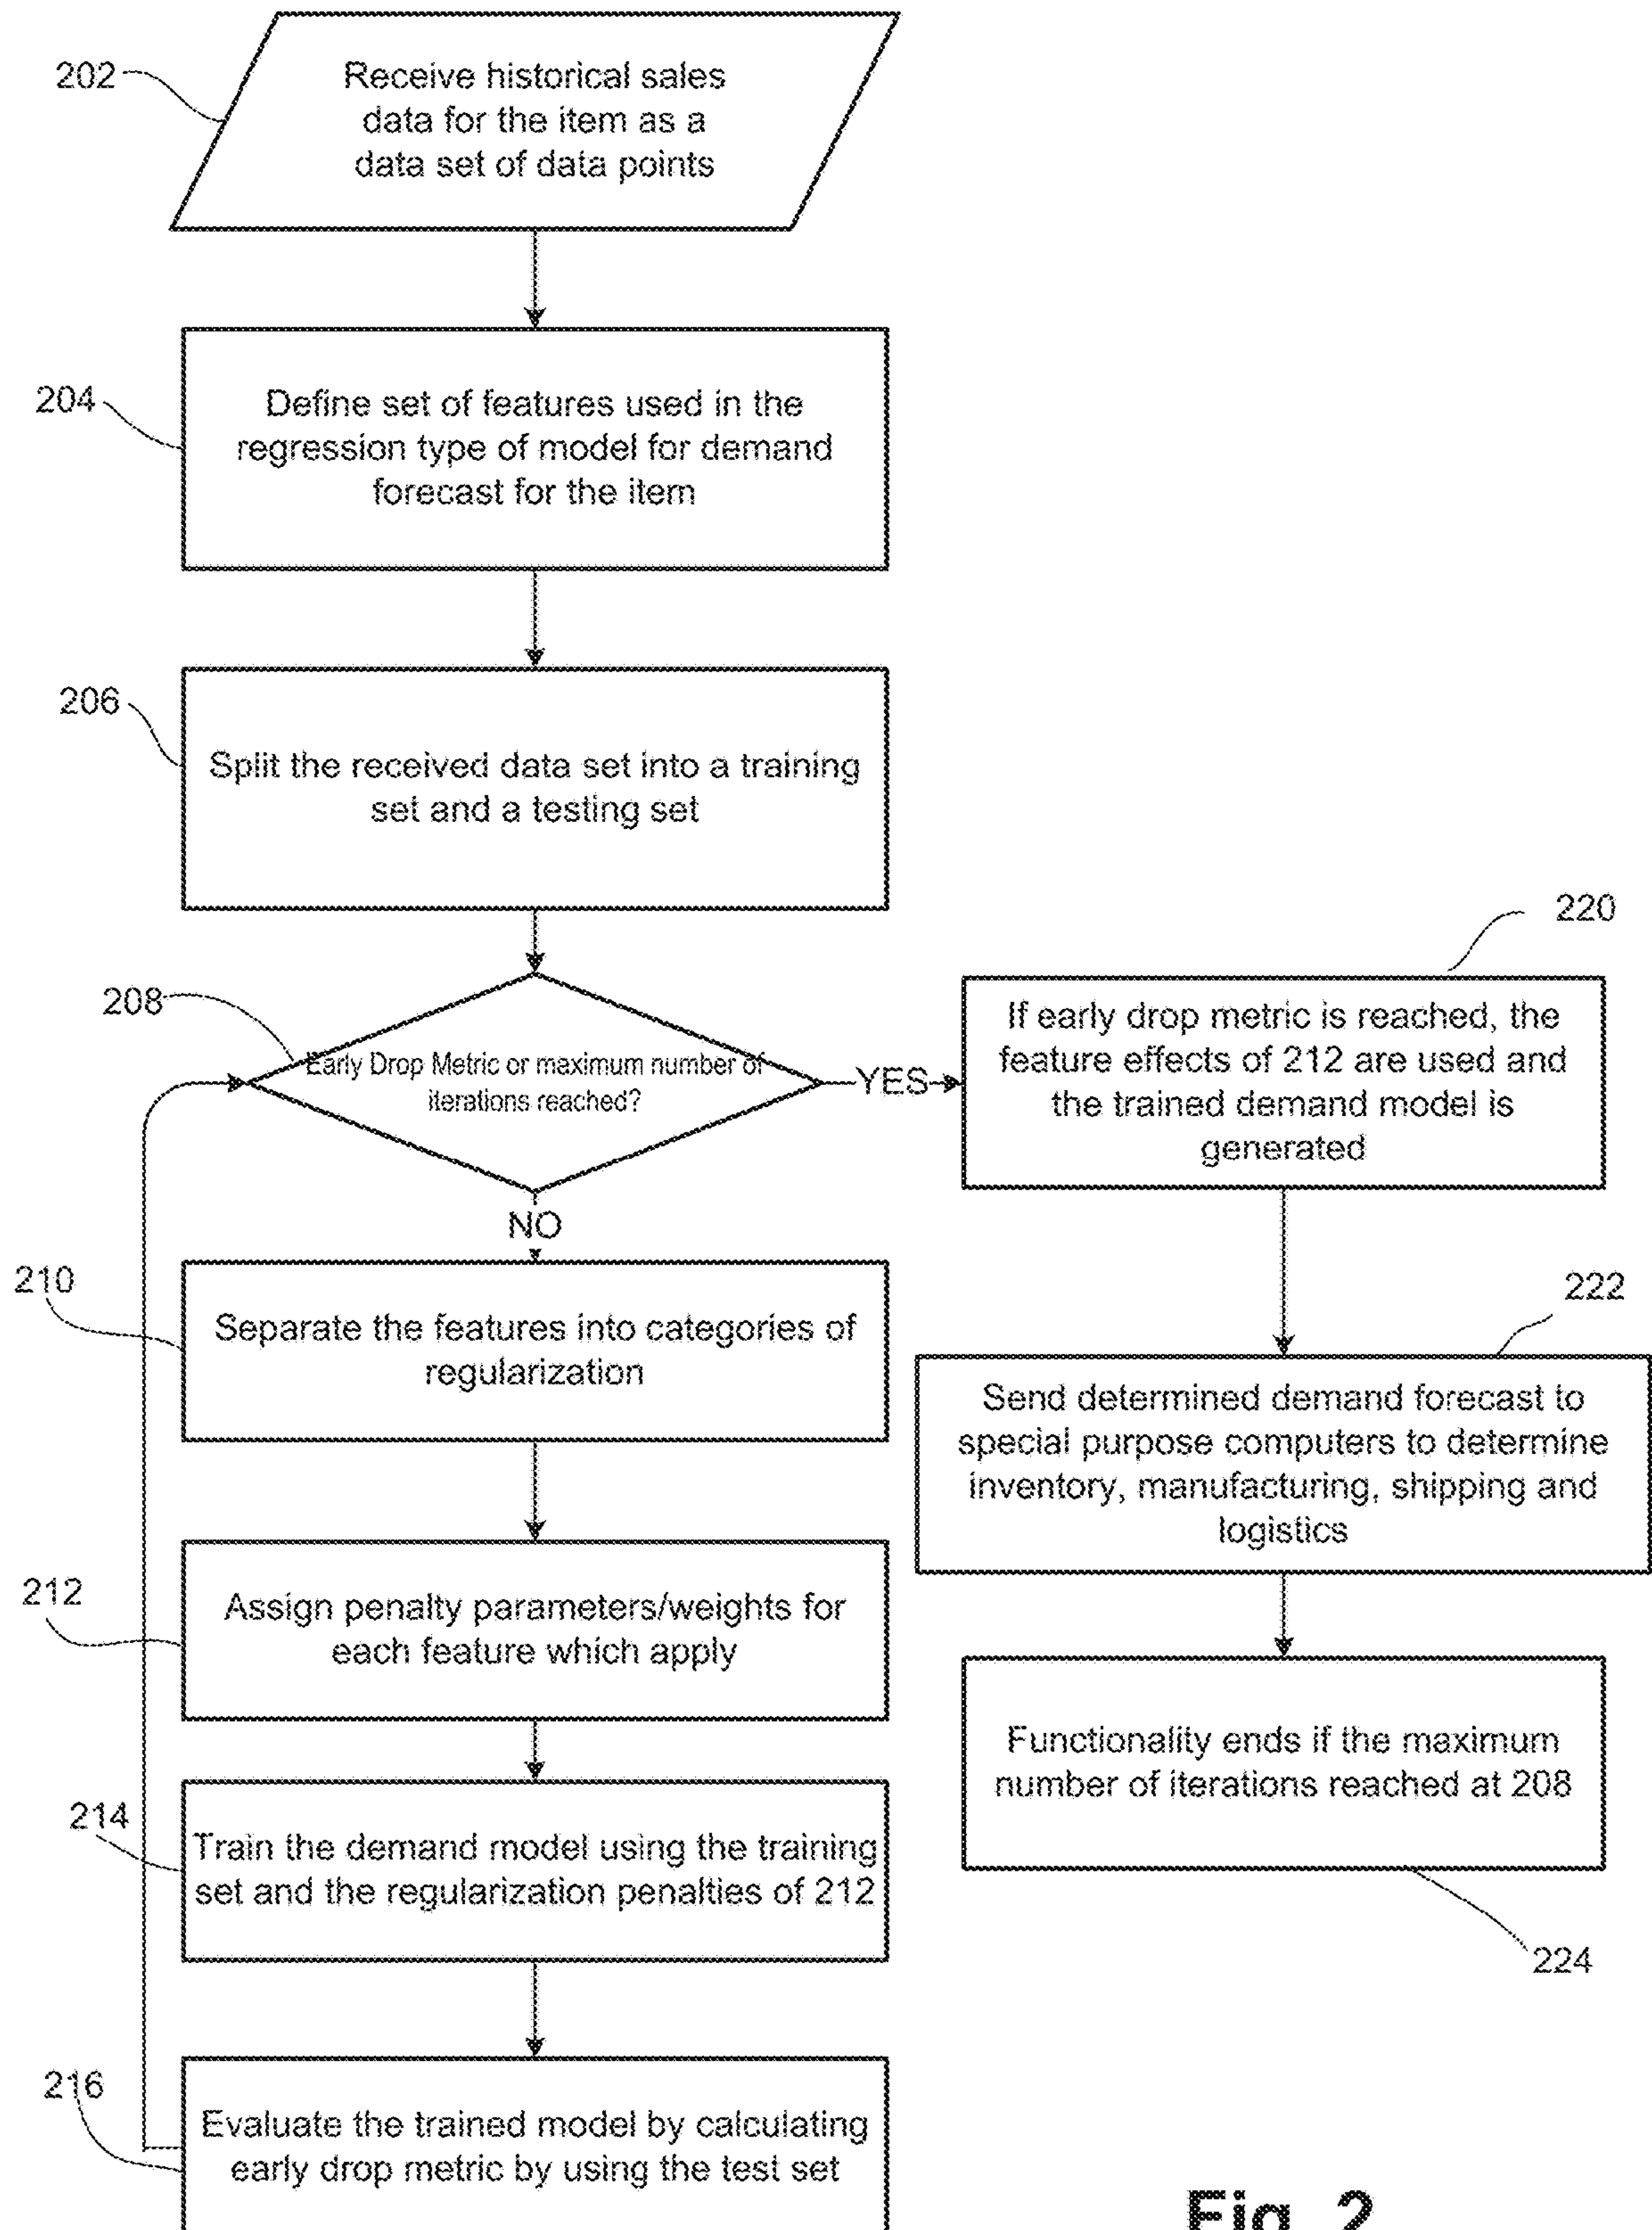 202
Receive historical sales
data for the item as a
data set of data points
204
Define set of features used in the
regression type of model for demand
forecast for the item
206
Split the received data set into a training
set and a testing set
208
Early Drop Metric or maximum number of
iterations reached?
YES
NO
220
If early drop metric is reached, the
feature effects of 212 are used and
the trained demand model is
generated
210
Separate the features into categories of
regularization
222
Send determined demand forecast to
special purpose computers to determine
inventory, manufacturing, shipping and
logistics
212
Assign penalty parameters/weights for
each feature which apply
Functionality ends if the maximum
number of iterations reached at 208
224
214
Train the demand model using the training
set and the regularization penalties of 212
216
Evaluate the trained model by calculating
early drop metric by using the test set
Fig. 2